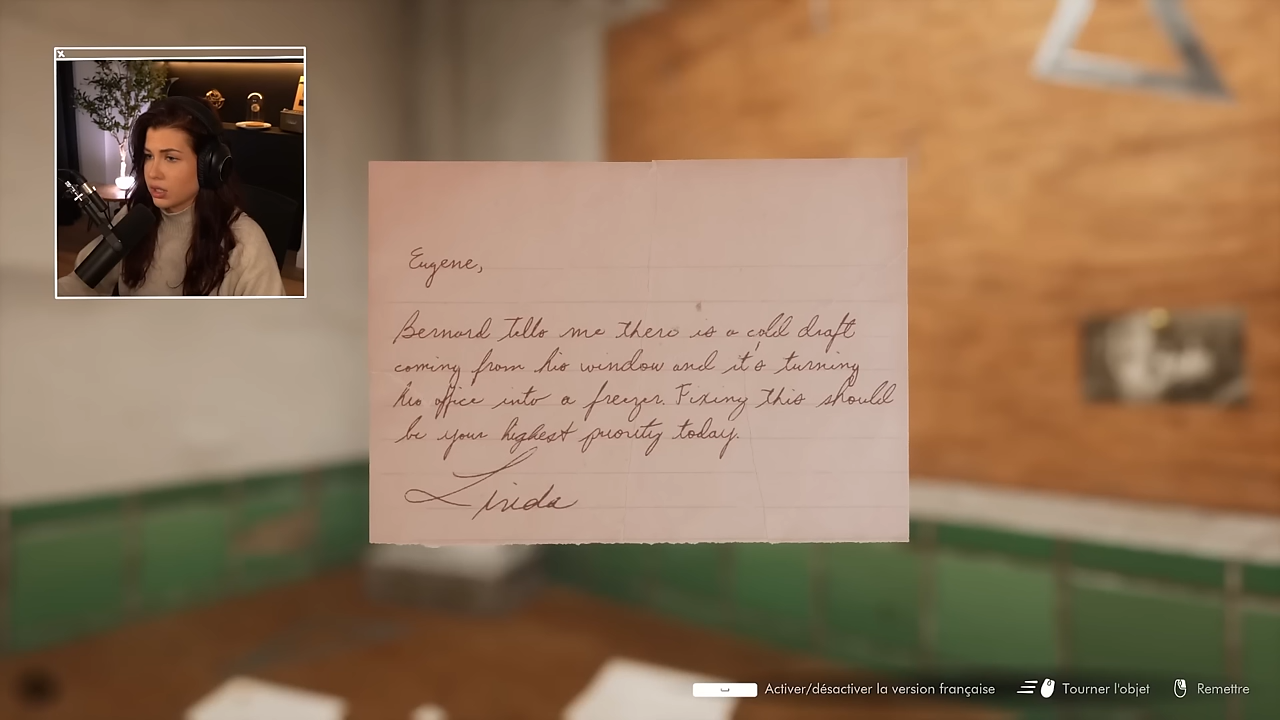 x
Eugene,
Bernard tells me there is a cold draft
coming from his window and it's turning
his office into a freezer. Fixing this should
be your highest priority today.
Linda
Activer/désactiver la version française
Tourner l'objet
Remettre